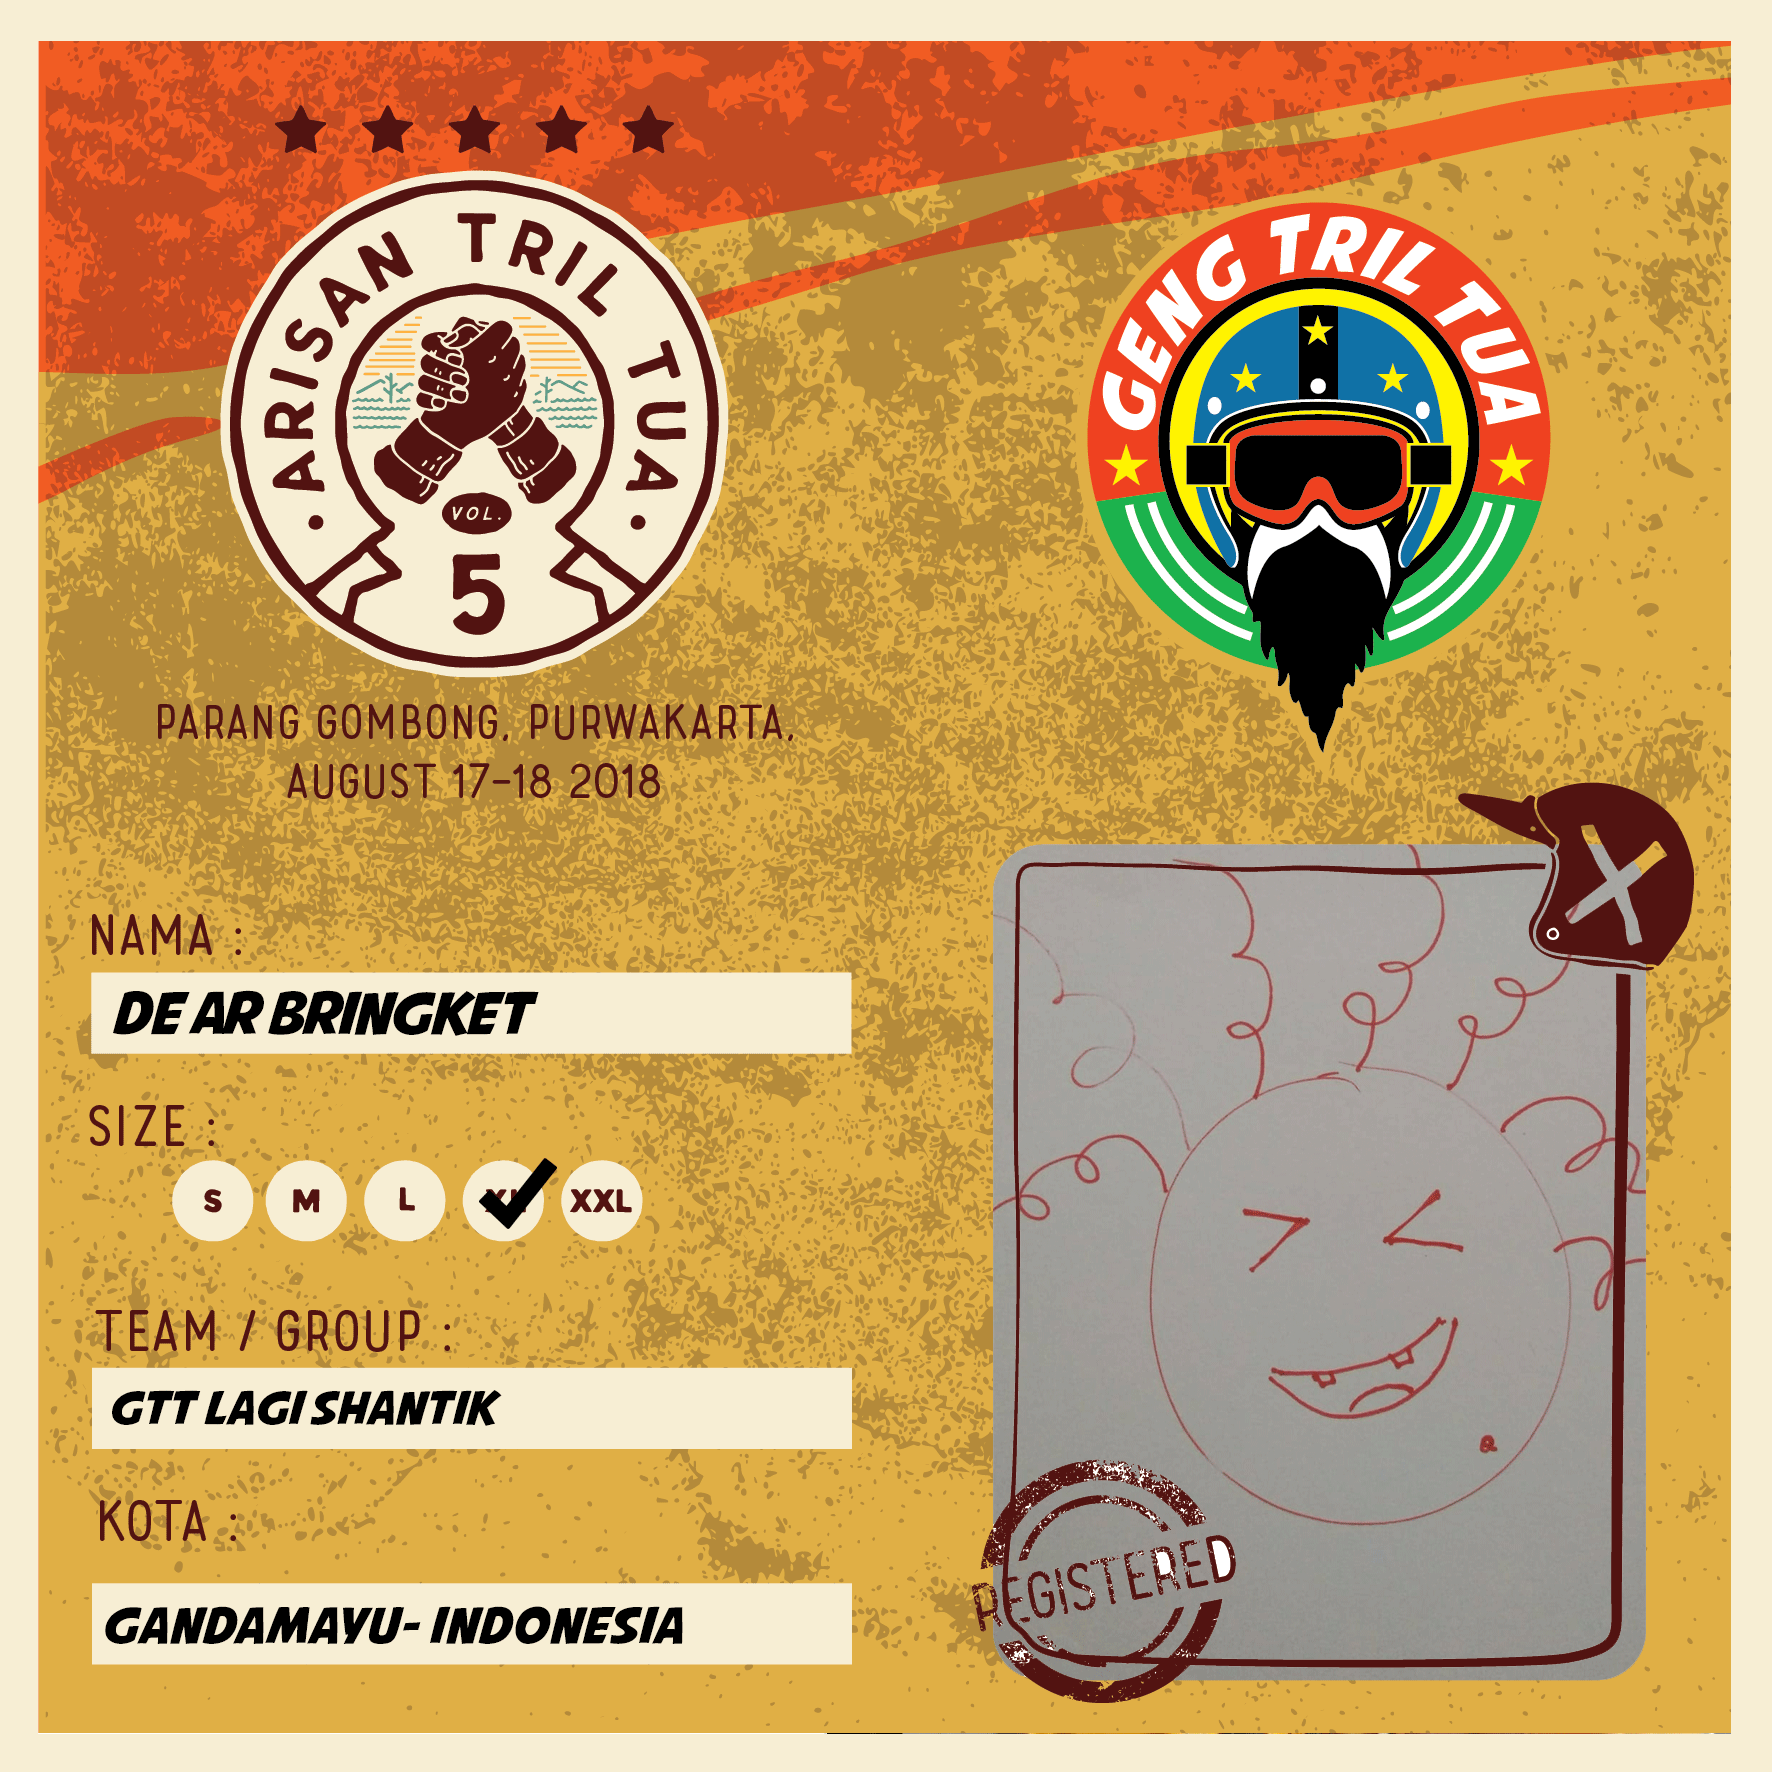 ARISAN TRIL TUA
VOL.
5
GENG TRIL TUA
PARANG GOMBONG, PURWAKARTA,
AUGUST 17-18 2018
NAMA :
DE AR BRINGKET
SIZE :
S M L XL XXL
TEAM / GROUP :
GTT LAGI SHANTIK
KOTA :
GANDAMAYU- INDONESIA
REGISTERED